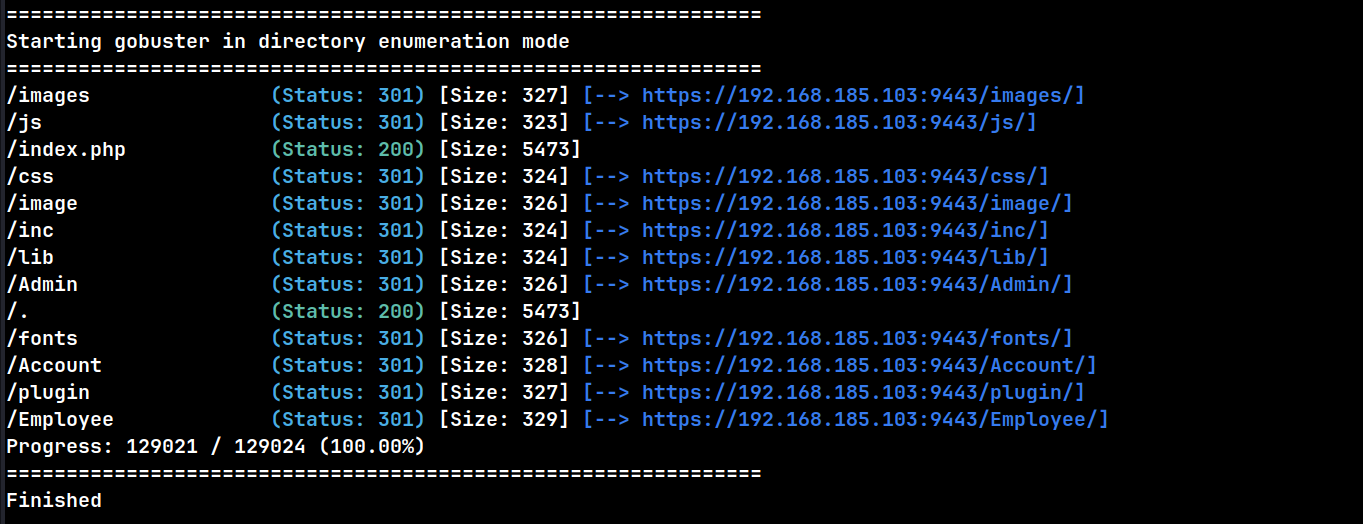 ===============================================================
Starting gobuster in directory enumeration mode
===============================================================
/images               (Status: 301) [Size: 327] [--> https://192.168.185.103:9443/images/]
/js                   (Status: 301) [Size: 323] [--> https://192.168.185.103:9443/js/]
/index.php            (Status: 200) [Size: 5473]
/css                  (Status: 301) [Size: 324] [--> https://192.168.185.103:9443/css/]
/image                (Status: 301) [Size: 326] [--> https://192.168.185.103:9443/image/]
/inc                  (Status: 301) [Size: 324] [--> https://192.168.185.103:9443/inc/]
/lib                  (Status: 301) [Size: 324] [--> https://192.168.185.103:9443/lib/]
/Admin                (Status: 301) [Size: 326] [--> https://192.168.185.103:9443/Admin/]
/.                    (Status: 200) [Size: 5473]
/fonts                (Status: 301) [Size: 326] [--> https://192.168.185.103:9443/fonts/]
/Account              (Status: 301) [Size: 328] [--> https://192.168.185.103:9443/Account/]
/plugin               (Status: 301) [Size: 327] [--> https://192.168.185.103:9443/plugin/]
/Employee             (Status: 301) [Size: 329] [--> https://192.168.185.103:9443/Employee/]
Progress: 129021 / 129024 (100.00%)
===============================================================
Finished